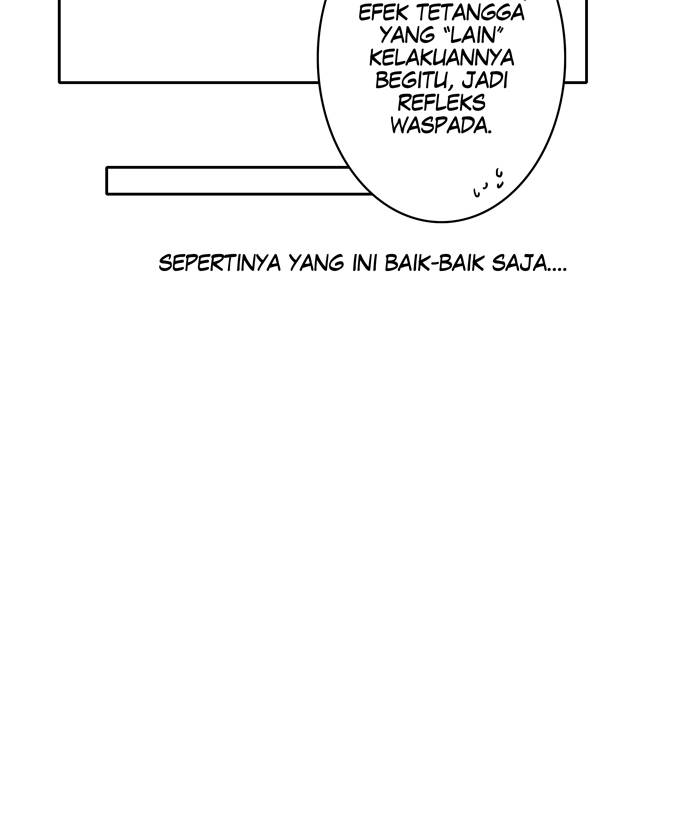 EFEK TETANGGA
YANG "LAIN"
KELAKUANNYA
BEGITU, JADI
REFLEKS
WASPADA.
SEPERTINYA YANG INI BAIK-BAIK SAJA....